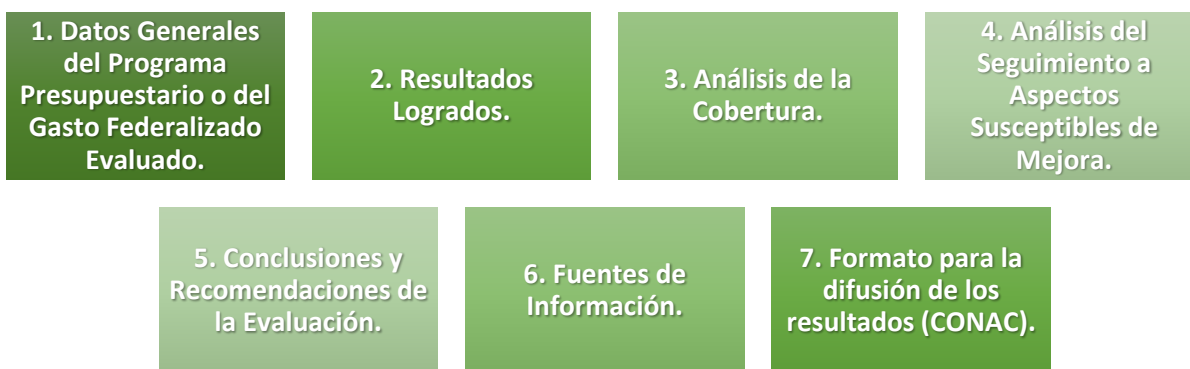 1. Datos Generales
del Programa
Presupuestario o del
Gasto Federalizado
Evaluado.
2. Resultados
Logrados.
3. Análisis de la
Cobertura.
4. Análisis del
Seguimiento a
Aspectos
Susceptibles de
Mejora.
5. Conclusiones y
Recomendaciones de
la Evaluación.
6. Fuentes de
Información.
7. Formato para la
difusión de los
resultados (CONAC).